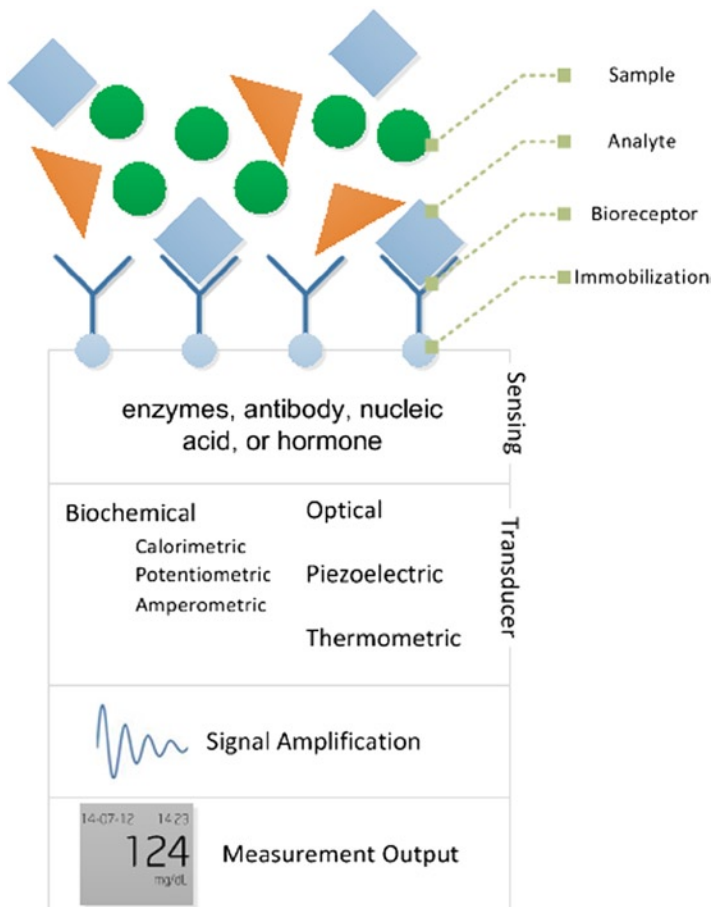 Sample
Analyte
Bioreceptor
Immobilization
enzymes, antibody, nucleic
acid, or hormone
Sensing
Biochemical
Calorimetric
Potentiometric
Amperometric
Optical
Piezoelectric
Thermometric
Transducer
Signal Amplification
14-07-12 14:23
124
mg/dL
Measurement Output